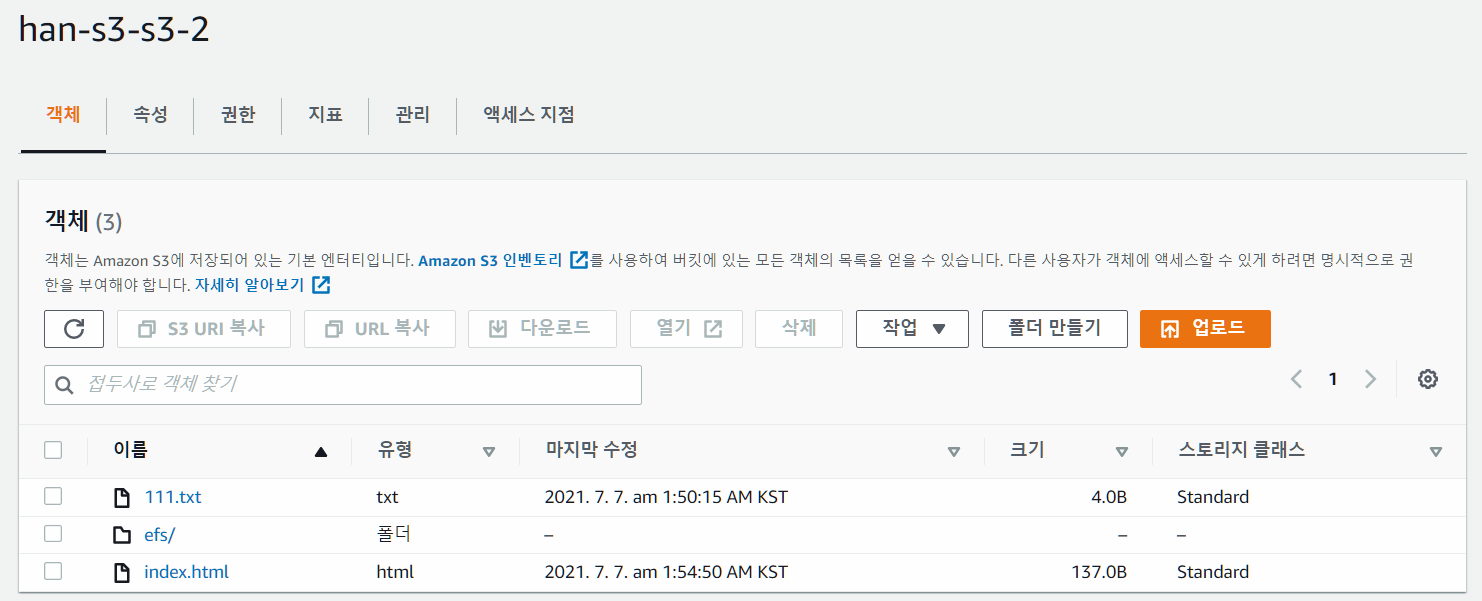 han-s3-s3-2
객체 속성 권한 지표 관리 액세스 지점
객체 (3)
객체는 Amazon S3에 저장되어 있는 기본 엔터티입니다. Amazon S3 인벤토리 를 사용하여 버킷에 있는 모든 객체의 목록을 얻을 수 있습니다. 다른 사용자가 객체에 액세스할 수 있게 하려면 명시적으로 권
한을 부여해야 합니다. 자세히 알아보기
S3 URI 복사 URL 복사 다운로드 열기 삭제 작업 폴더 만들기 업로드
접두사로 객체 찾기 1
이름 유형 마지막 수정 크기 스토리지 클래스
111.txt txt 2021. 7. 7. am 1:50:15 AM KST 4.0B Standard
efs/ 폴더 – – –
index.html html 2021. 7. 7. am 1:54:50 AM KST 137.0B Standard